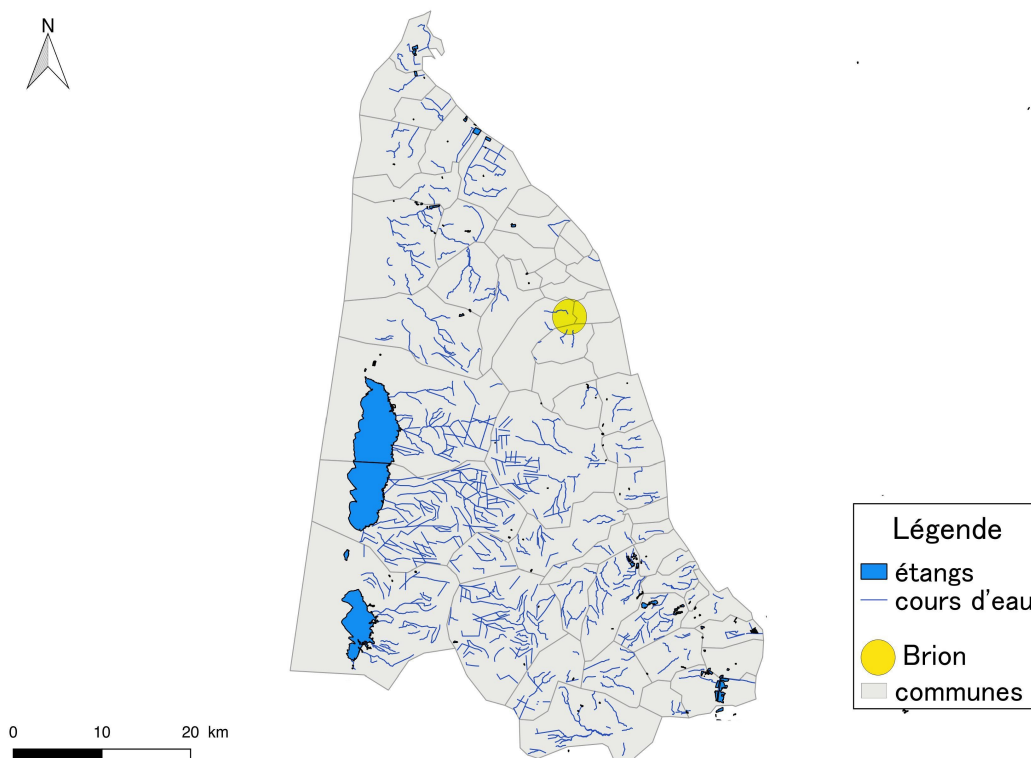 N
Légende
étangs
cours d'eau
Brion
communes
0 10 20 km